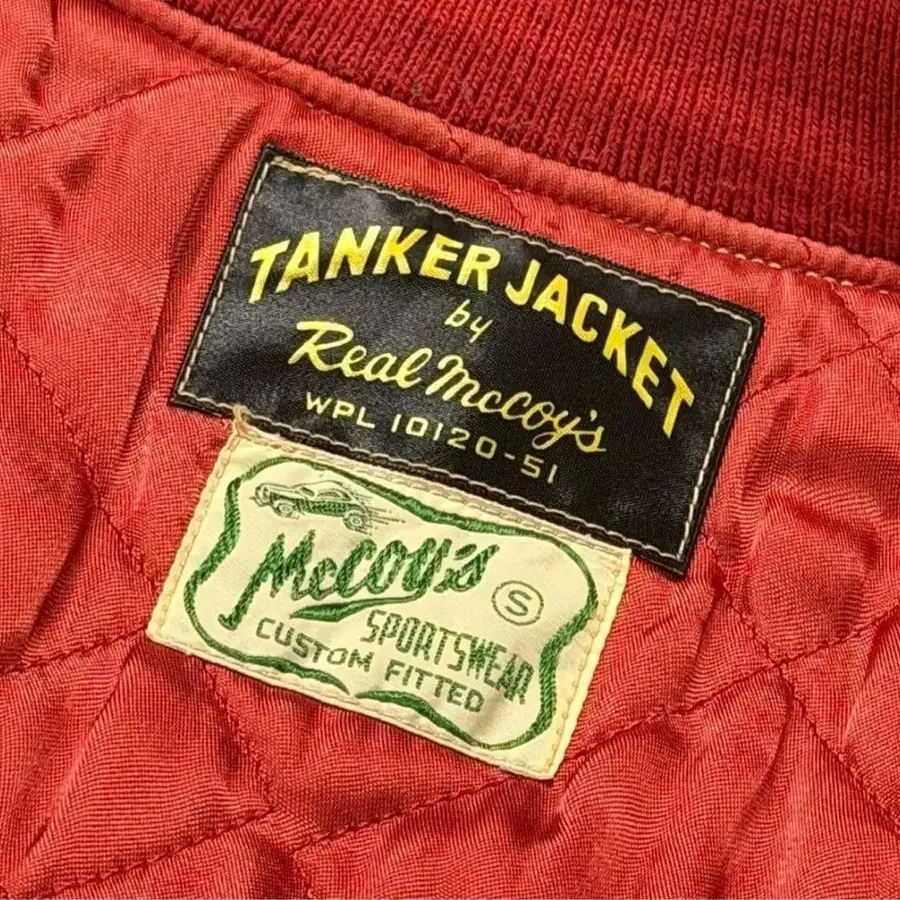 TANKER JACKET
by
Real McCoy's
WPL 10120-51
McCoy's
S
SPORTSWEAR
CUSTOM FITTED